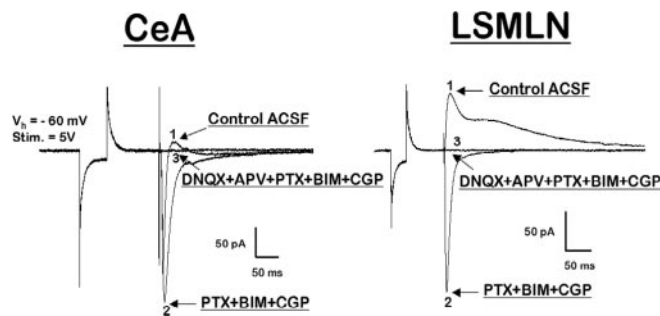 CeA
LSMLN
1
Control ACSF
V_h = - 60 mV
Stim. = 5V
1
Control ACSF
3
DNQX+APV+PTX+BIM+CGP
3
DNQX+APV+PTX+BIM+CGP
50 pA
50 ms
50 pA
50 ms
2
PTX+BIM+CGP
2
PTX+BIM+CGP